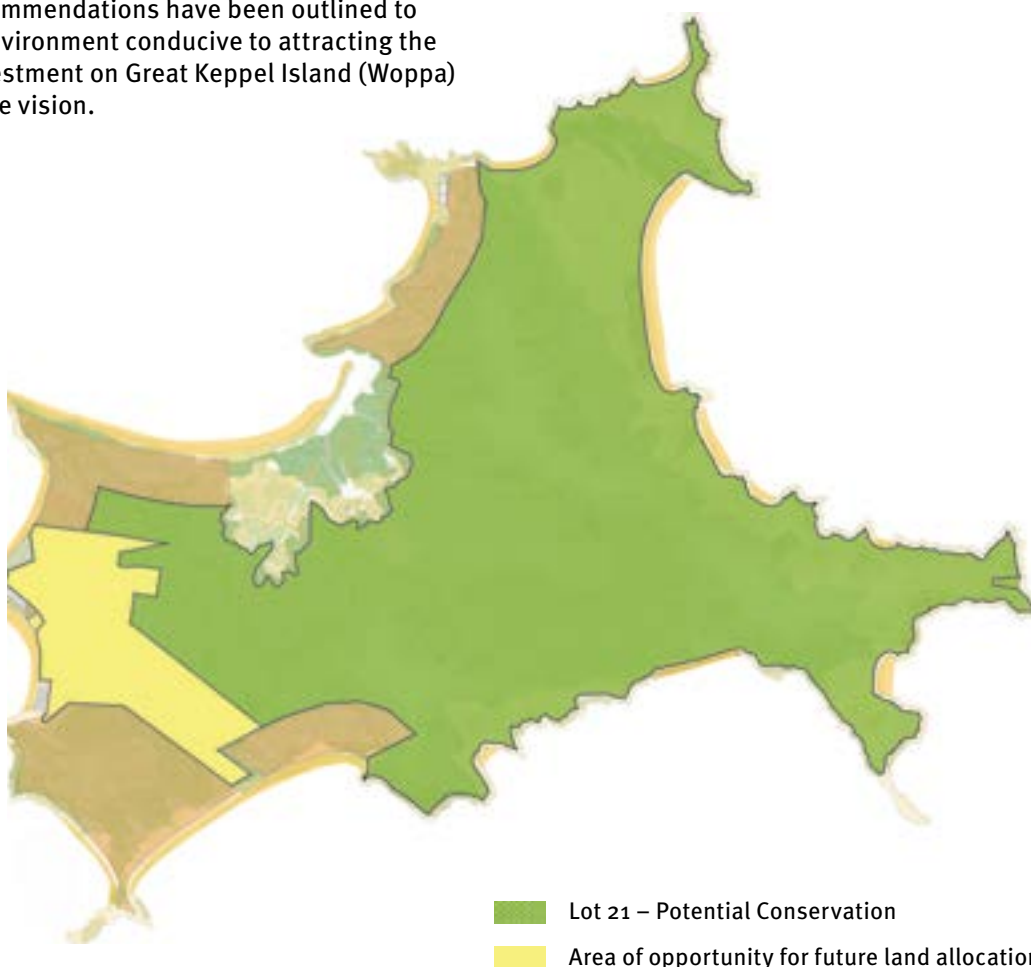 mmendations have been outlined to
vironment conducive to attracting the
estment on Great Keppel Island (Woppa)
e vision.
Lot 21 – Potential Conservation
Area of opportunity for future land allocation